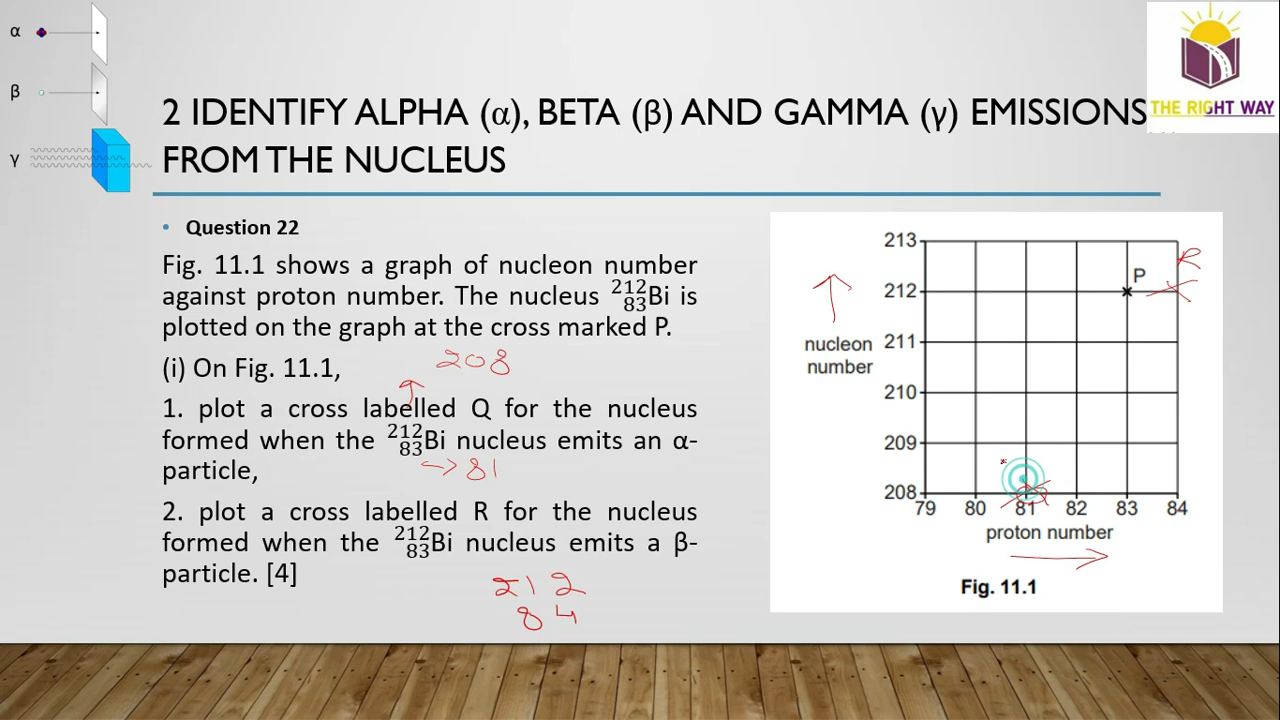 α
β
γ
THE RIGHT WAY
2 IDENTIFY ALPHA (α), BETA (β) AND GAMMA (γ) EMISSIONS
FROM THE NUCLEUS
• Question 22
Fig. 11.1 shows a graph of nucleon number
against proton number. The nucleus ²¹²₈₃Bi is
plotted on the graph at the cross marked P.
(i) On Fig. 11.1,
208
1. plot a cross labelled Q for the nucleus
formed when the ²¹²₈₃Bi nucleus emits an α-
particle,
81
2. plot a cross labelled R for the nucleus
formed when the ²¹²₈₃Bi nucleus emits a β-
particle. [4]
212
84
213
P
R
212
nucleon
number
211
210
209
208
79 80 81 82 83 84
proton number
Fig. 11.1